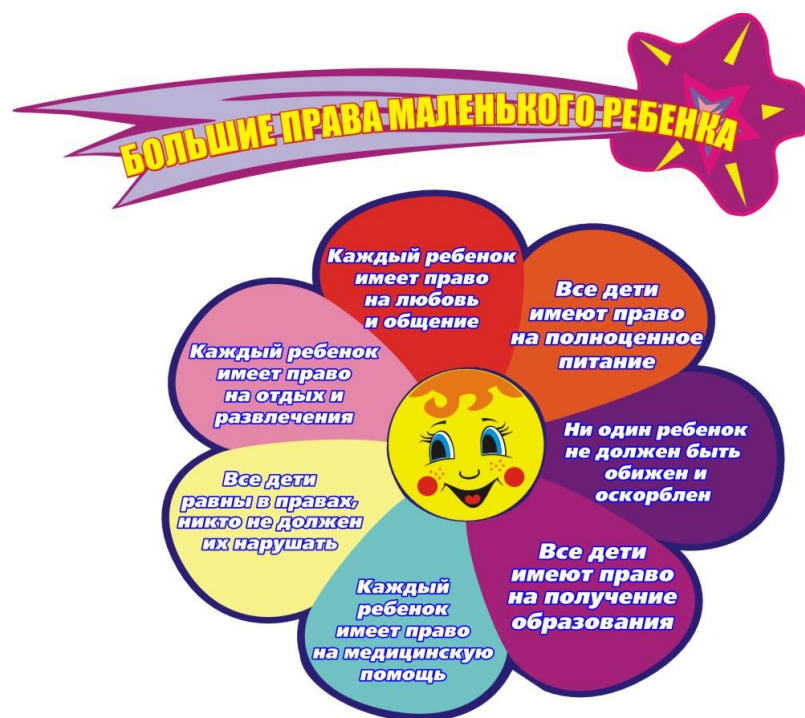 БОЛЬШИЕ ПРАВА МАЛЕНЬКОГО РЕБЕНКА
Каждый ребенок
имеет право
на любовь
и общение
Все дети
имеют право
на полноценное
питание
Ни один ребенок
не должен быть
обижен и
оскорблен
Все дети
имеют право
на получение
образования
Каждый
ребенок
имеет право
на медицинскую
помощь
Все дети
равны в правах,
никто не должен
их нарушать
Каждый ребенок
имеет право
на отдых и
развлечения